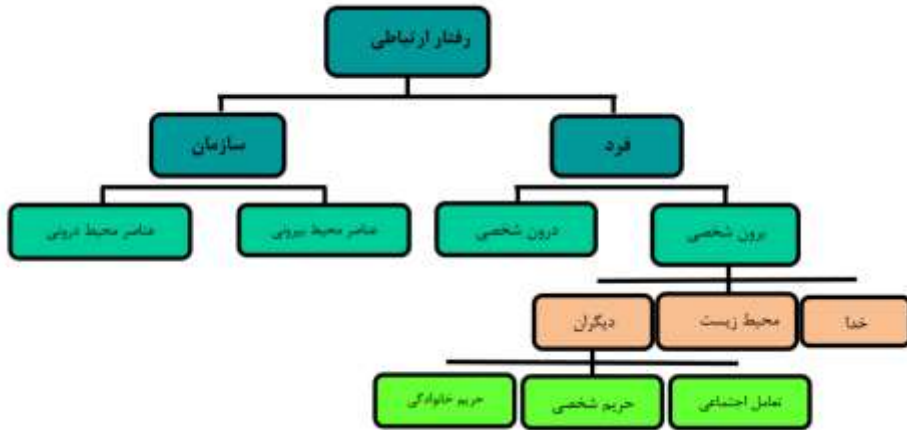 رفتار ارتباطی
فرد
سازمان
برون شخصی
درون شخصی
عناصر محیط بیرونی
عناصر محیط درونی
خدا
محیط زیست
دیگران
تعامل اجتماعی
حریم شخصی
حریم خانوادگی